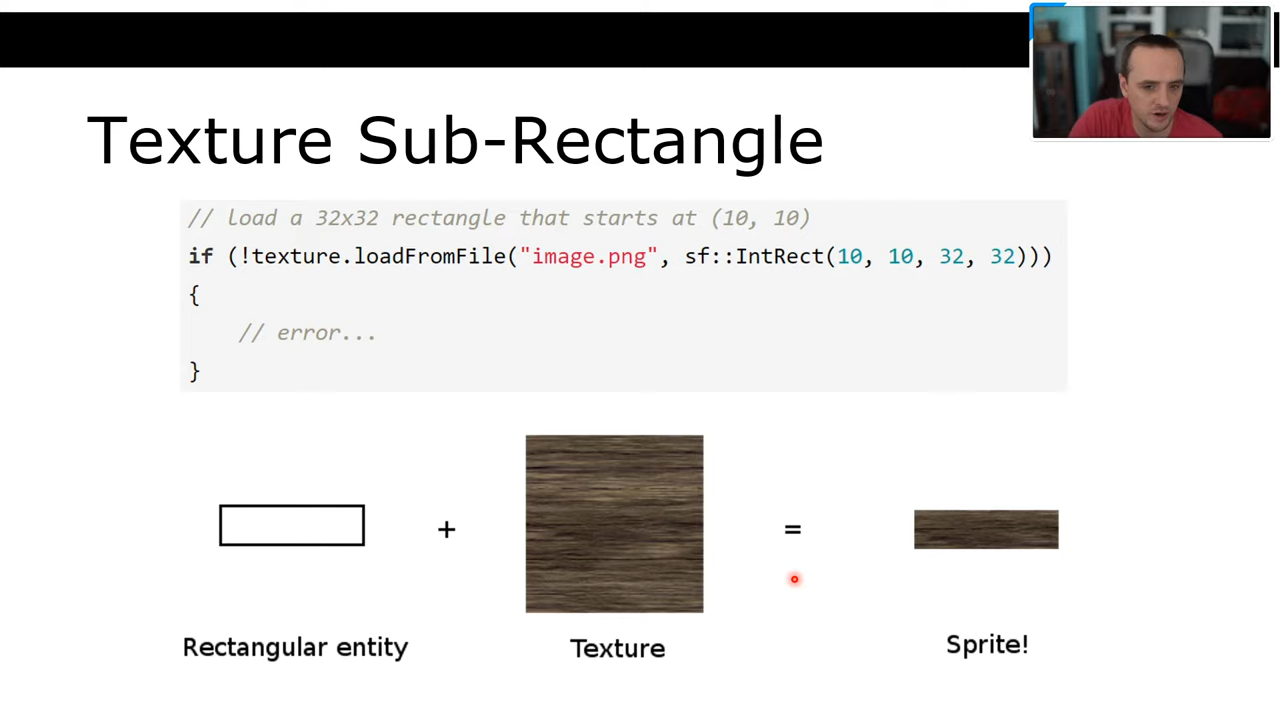 Texture Sub-Rectangle
// load a 32x32 rectangle that starts at (10, 10)
if (!texture.loadFromFile("image.png", sf::IntRect(10, 10, 32, 32)))
{
// error...
}
+
=
Rectangular entity
Texture
Sprite!